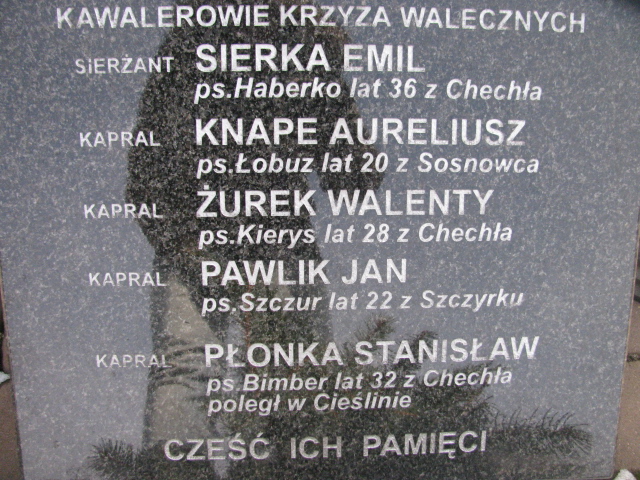 KAWALEROWIE KRZYŻA WALECZNYCH
SIERŻANT SIERKA EMIL
ps.Haberko lat 36 z Chechła
KAPRAL KNAPE AURELIUSZ
ps.Łobuz lat 20 z Sosnowca
KAPRAL ŻUREK WALENTY
ps.Kierys lat 28 z Chechła
KAPRAL PAWLIK JAN
ps.Szczur lat 22 z Szczyrku
KAPRAL PŁONKA STANISŁAW
ps.Bimber lat 32 z Chechła
poległ w Cieślinie
CZEŚĆ ICH PAMIĘCI